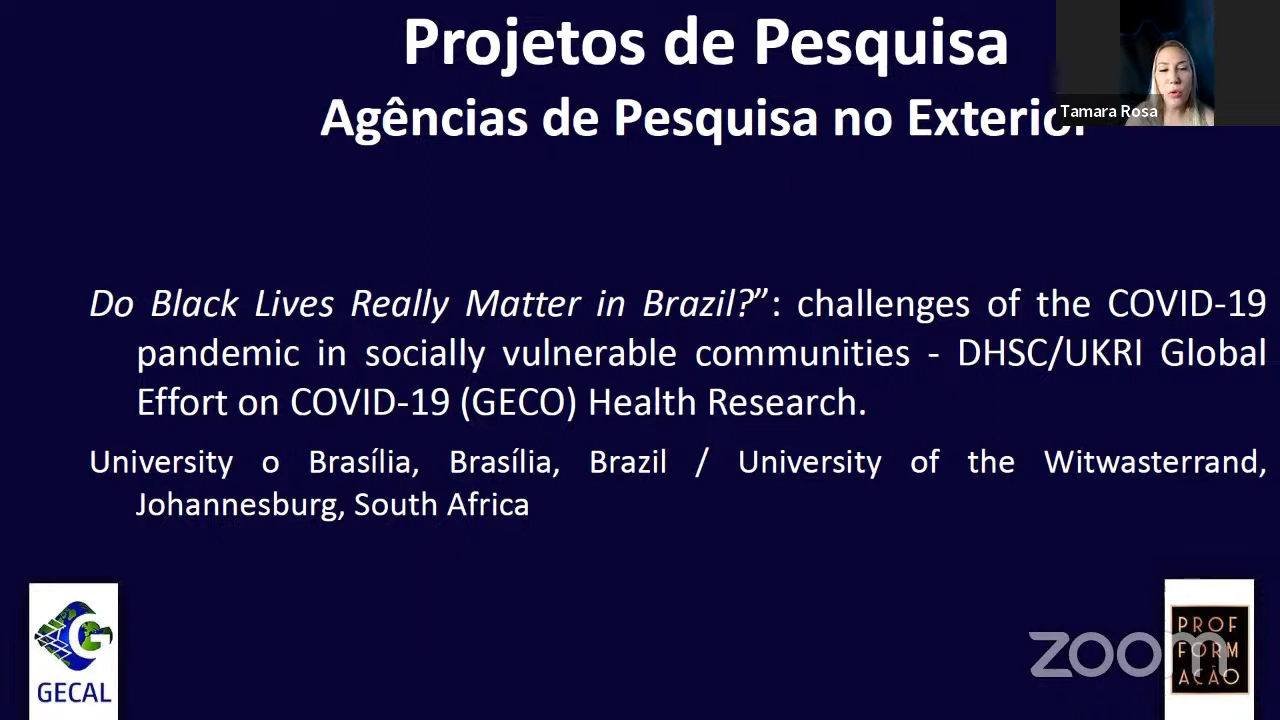 Projetos de Pesquisa
Agências de Pesquisa no Exterior
Tamara Rosa
Do Black Lives Really Matter in Brazil?”: challenges of the COVID-19
pandemic in socially vulnerable communities - DHSC/UKRI Global
Effort on COVID-19 (GECO) Health Research.
University o Brasília, Brasília, Brazil / University of the Witwasterrand,
Johannesburg, South Africa
GECAL
zoom
PROF
FORM
AÇÃO